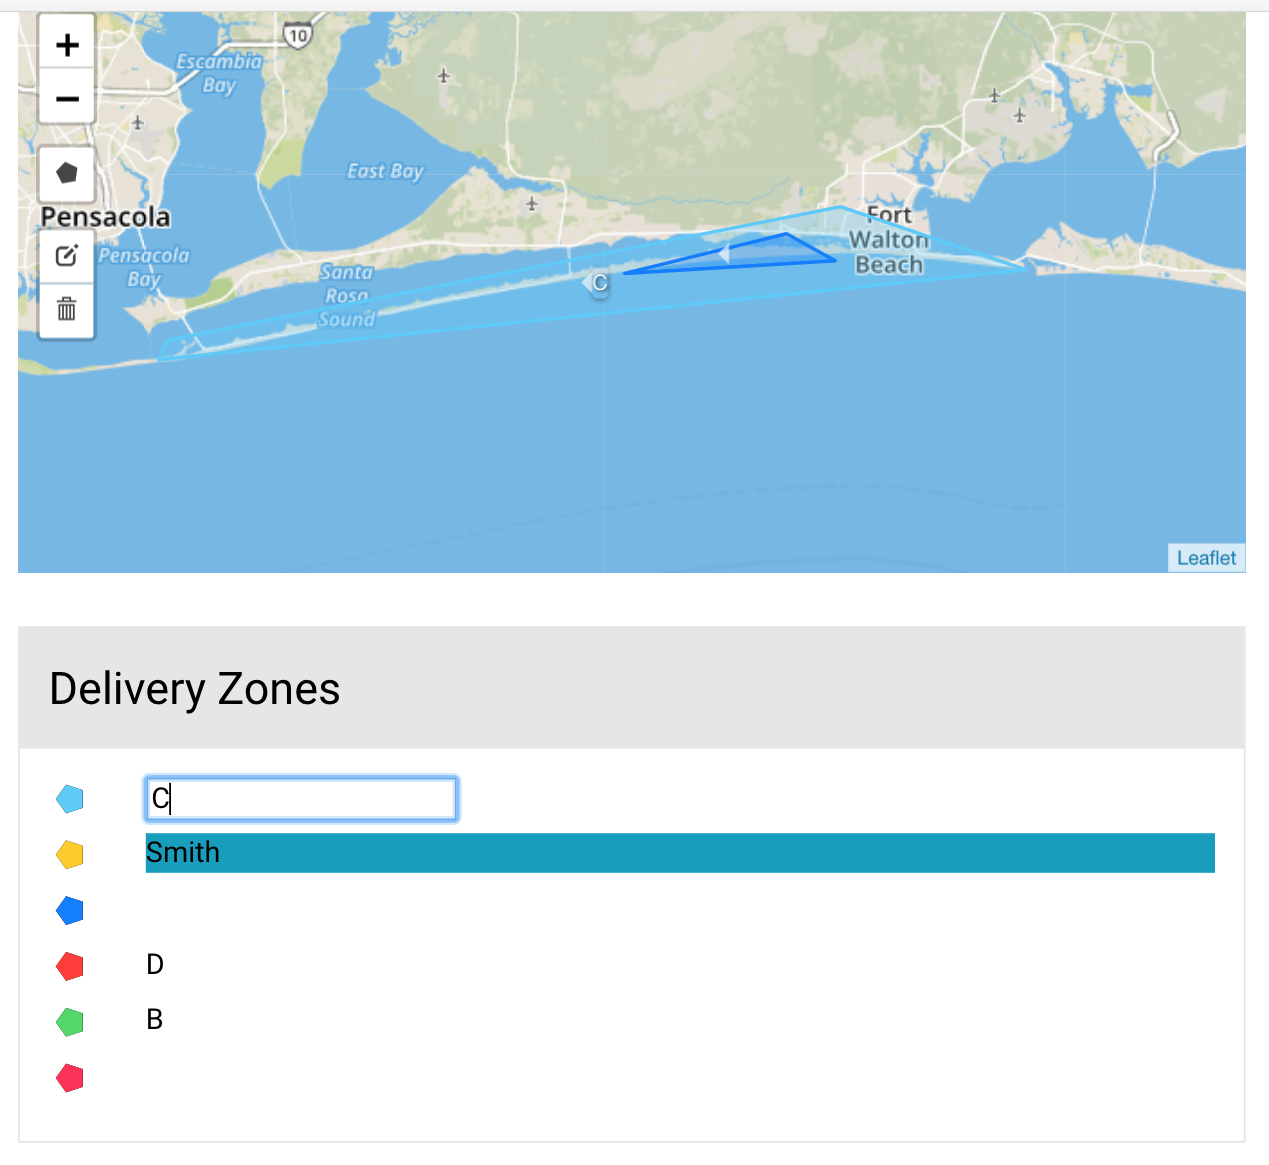 +
10
Escambia
Bay
−
East Bay
Pensacola
Fort
Walton
Beach
Pensacola
Bay
Santa
Rosa
Sound
C
Leaflet
Delivery Zones
C
Smith
D
B